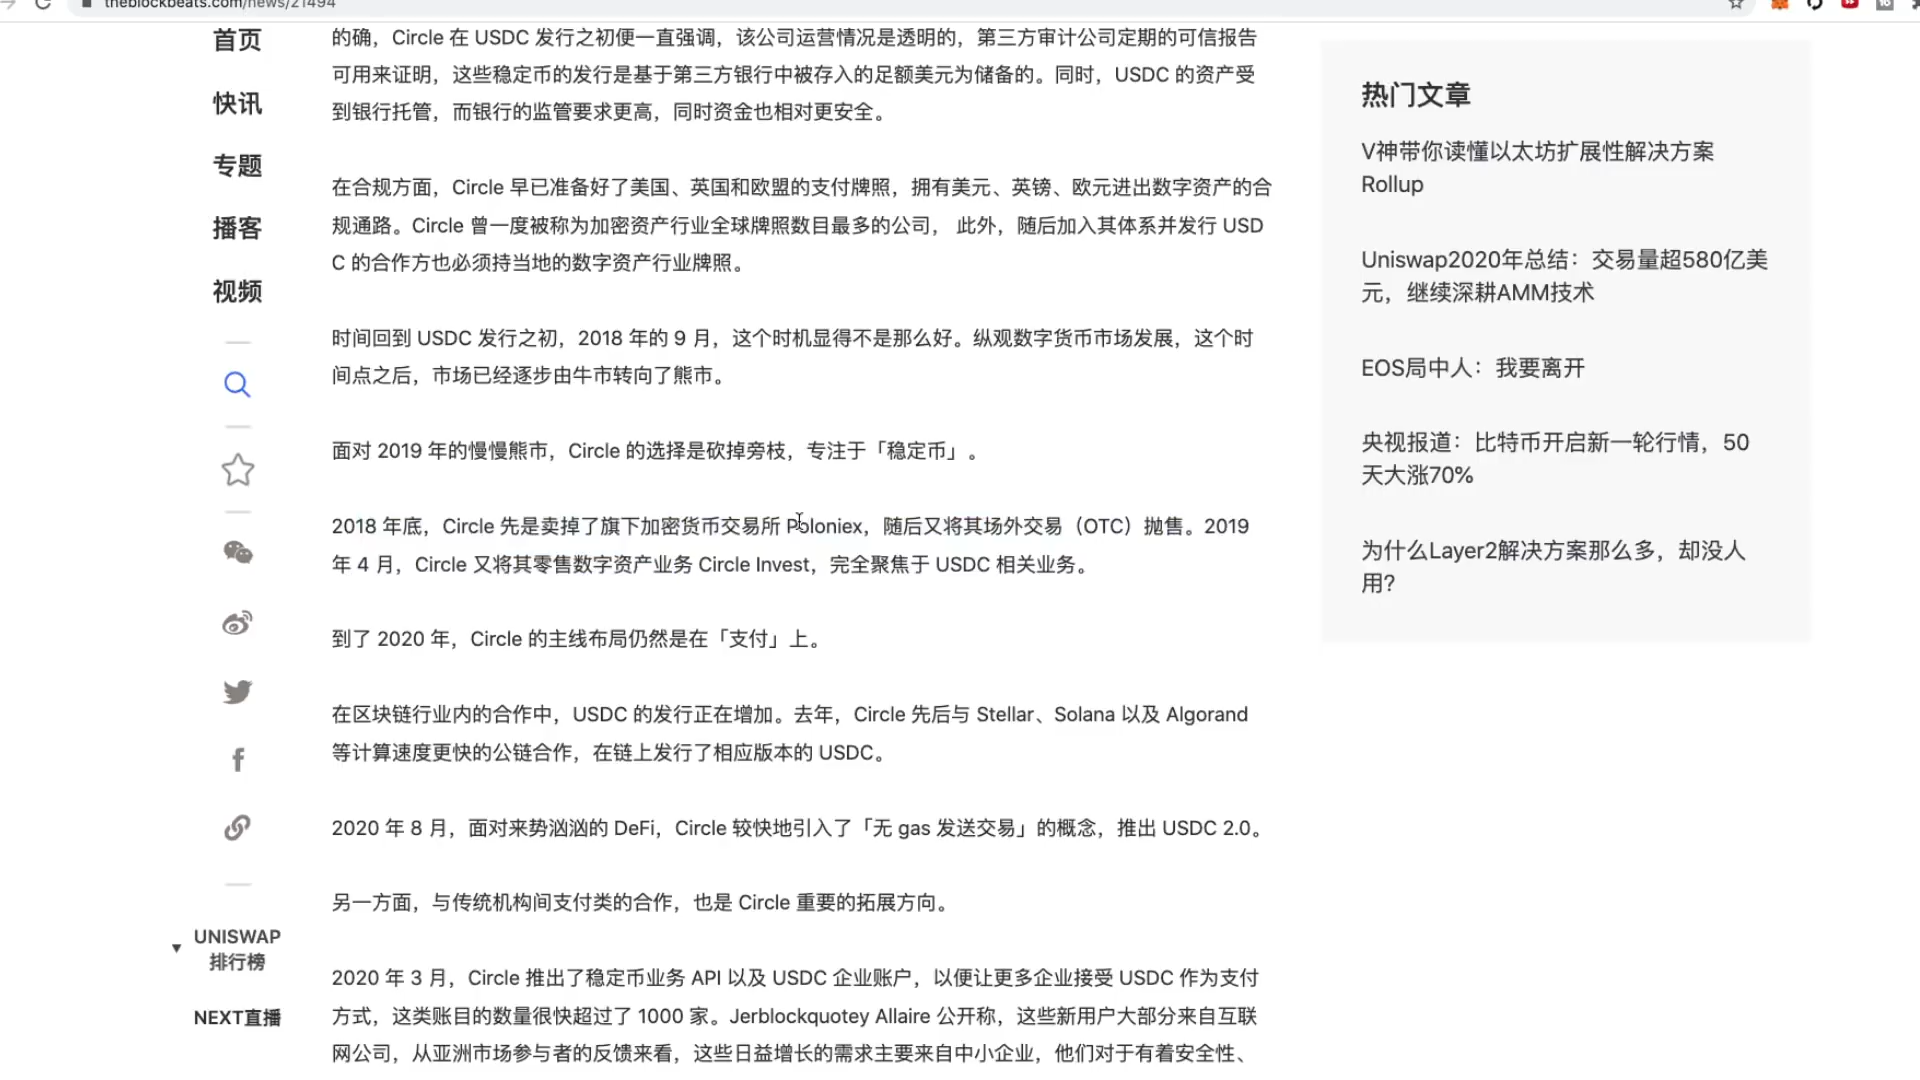 theblockbeats.com/news/21494
首页
快讯
专题
播客
视频
UNISWAP
排行榜
NEXT直播
的确，Circle 在 USDC 发行之初便一直强调，该公司运营情况是透明的，第三方审计公司定期的可信报告
可用来证明，这些稳定币的发行是基于第三方银行中被存入的足额美元为储备的。同时，USDC 的资产受
到银行托管，而银行的监管要求更高，同时资金也相对更安全。
在合规方面，Circle 早已准备好了美国、英国和欧盟的支付牌照，拥有美元、英镑、欧元进出数字资产的合
规通路。Circle 曾一度被称为加密资产行业全球牌照数目最多的公司， 此外，随后加入其体系并发行 USD
C 的合作方也必须持当地的数字资产行业牌照。
时间回到 USDC 发行之初，2018 年的 9 月，这个时机显得不是那么好。纵观数字货币市场发展，这个时
间点之后，市场已经逐步由牛市转向了熊市。
面对 2019 年的慢慢熊市，Circle 的选择是砍掉旁枝，专注于「稳定币」。
2018 年底，Circle 先是卖掉了旗下加密货币交易所 Poloniex，随后又将其场外交易（OTC）抛售。2019
年 4 月，Circle 又将其零售数字资产业务 Circle Invest，完全聚焦于 USDC 相关业务。
到了 2020 年，Circle 的主线布局仍然是在「支付」上。
在区块链行业内的合作中，USDC 的发行正在增加。去年，Circle 先后与 Stellar、Solana 以及 Algorand
等计算速度更快的公链合作，在链上发行了相应版本的 USDC。
2020 年 8 月，面对来势汹汹的 DeFi，Circle 较快地引入了「无 gas 发送交易」的概念，推出 USDC 2.0。
另一方面，与传统机构间支付类的合作，也是 Circle 重要的拓展方向。
2020 年 3 月，Circle 推出了稳定币业务 API 以及 USDC 企业账户，以便让更多企业接受 USDC 作为支付
方式，这类账目的数量很快超过了 1000 家。Jerblockquotey Allaire 公开称，这些新用户大部分来自互联
网公司，从亚洲市场参与者的反馈来看，这些日益增长的需求主要来自中小企业，他们对于有着安全性、
热门文章
V神带你读懂以太坊扩展性解决方案
Rollup
Uniswap2020年总结：交易量超580亿美
元，继续深耕AMM技术
EOS局中人：我要离开
央视报道：比特币开启新一轮行情，50
天大涨70%
为什么Layer2解决方案那么多，却没人
用?